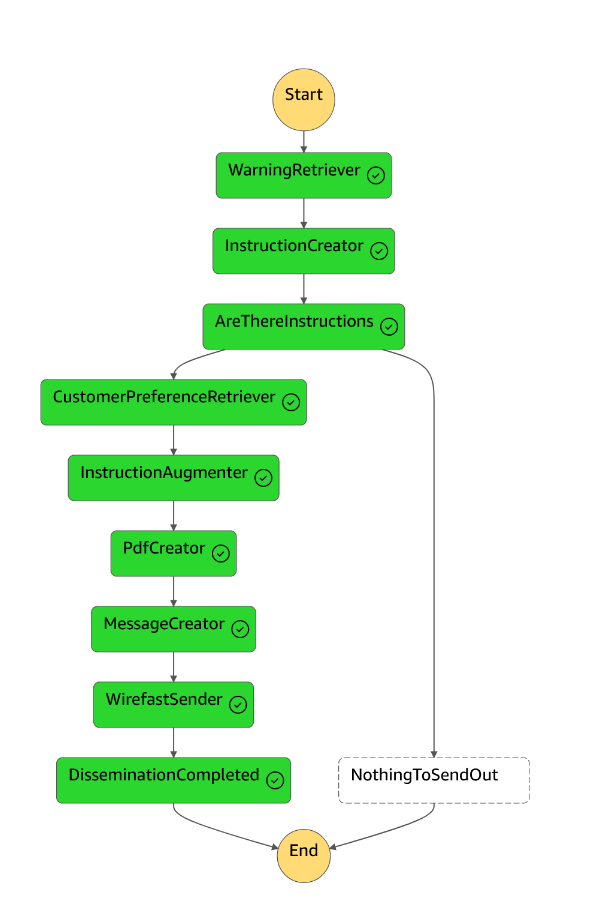 Start
WarningRetriever
InstructionCreator
AreThereInstructions
CustomerPreferenceRetriever
InstructionAugmenter
PdfCreator
MessageCreator
WirefastSender
DisseminationCompleted
NothingToSendOut
End